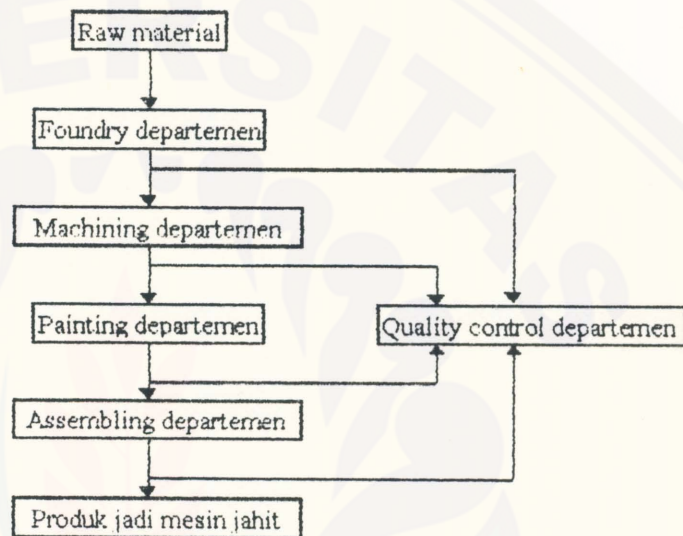 Raw material
Foundry departemen
Machining departemen
Painting departemen
Quality control departemen
Assembling departemen
Produk jadi mesin jahit